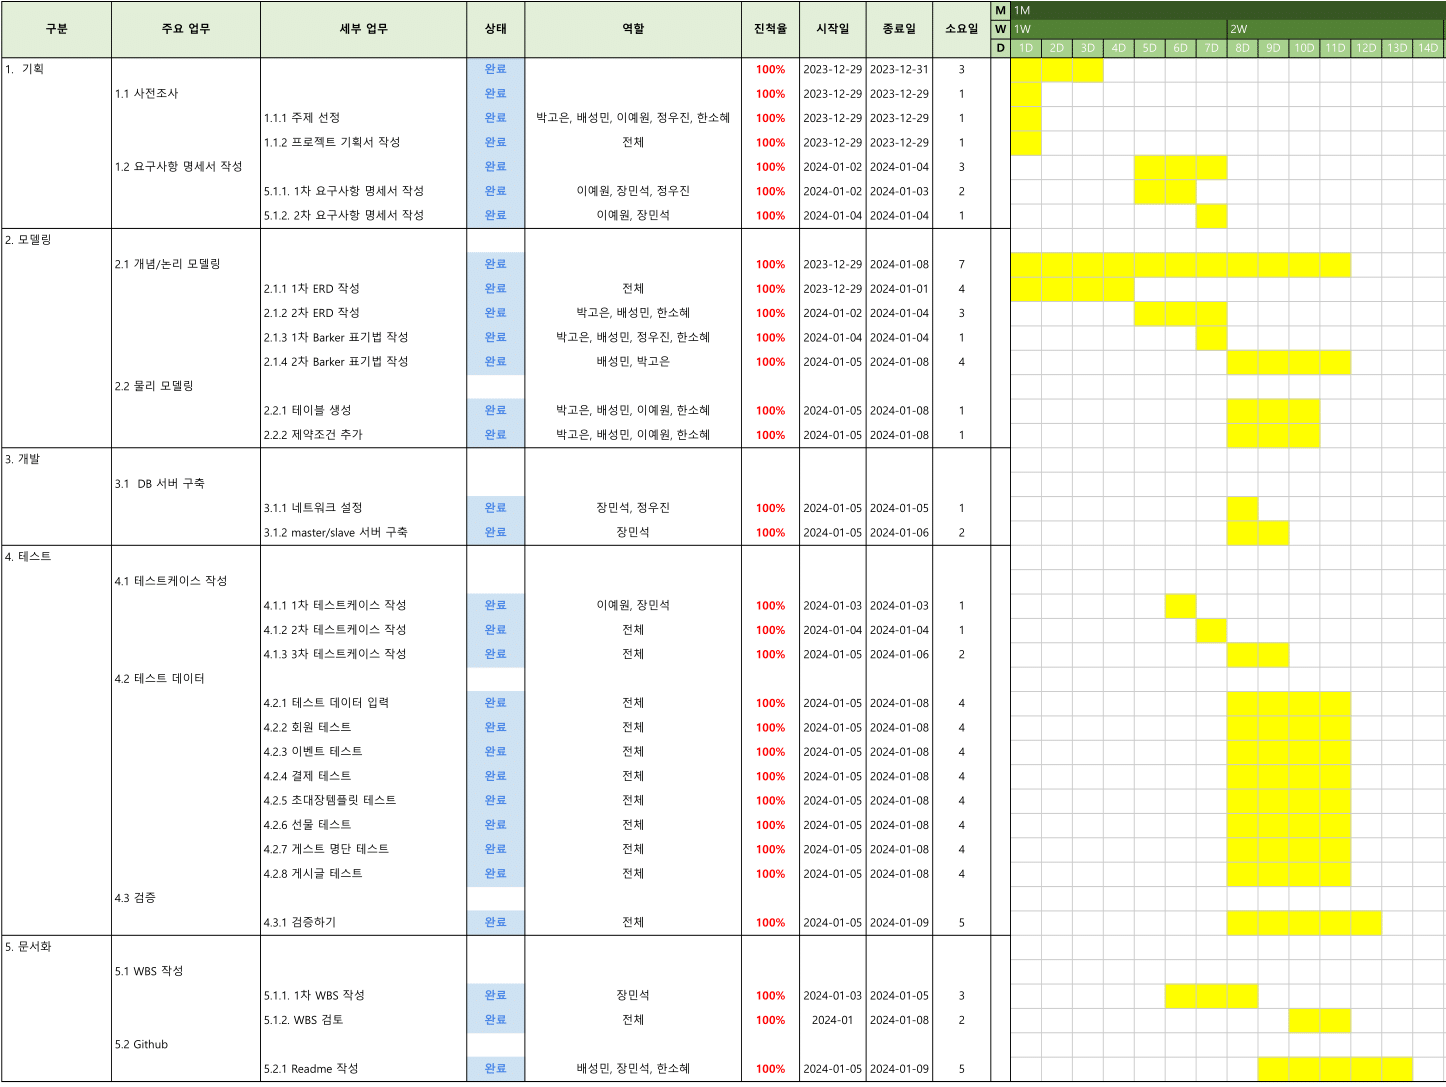 구분 주요 업무 세부 업무 상태 역할 진척율 시작일 종료일 소요일 M 1M
W 1W 2W
D 1D 2D 3D 4D 5D 6D 7D 8D 9D 10D 11D 12D 13D 14D
1. 기획 완료 100% 2023-12-29 2023-12-31 3
1.1 사전조사 완료 100% 2023-12-29 2023-12-29 1
1.1.1 주제 선정 완료 박고은, 배성민, 이예원, 정우진, 한소혜 100% 2023-12-29 2023-12-29 1
1.1.2 프로젝트 기획서 작성 완료 전체 100% 2023-12-29 2023-12-29 1
1.2 요구사항 명세서 작성 완료 100% 2024-01-02 2024-01-04 3
5.1.1. 1차 요구사항 명세서 작성 완료 이예원, 장민석, 정우진 100% 2024-01-02 2024-01-03 2
5.1.2. 2차 요구사항 명세서 작성 완료 이예원, 장민석 100% 2024-01-04 2024-01-04 1
2. 모델링
2.1 개념/논리 모델링 완료 100% 2023-12-29 2024-01-08 7
2.1.1 1차 ERD 작성 완료 전체 100% 2023-12-29 2024-01-01 4
2.1.2 2차 ERD 작성 완료 박고은, 배성민, 한소혜 100% 2024-01-02 2024-01-04 3
2.1.3 1차 Barker 표기법 작성 완료 박고은, 배성민, 정우진, 한소혜 100% 2024-01-04 2024-01-04 1
2.1.4 2차 Barker 표기법 작성 완료 배성민, 박고은 100% 2024-01-05 2024-01-08 4
2.2 물리 모델링
2.2.1 테이블 생성 완료 박고은, 배성민, 이예원, 한소혜 100% 2024-01-05 2024-01-08 1
2.2.2 제약조건 추가 완료 박고은, 배성민, 이예원, 한소혜 100% 2024-01-05 2024-01-08 1
3. 개발
3.1 DB 서버 구축
3.1.1 네트워크 설정 완료 장민석, 정우진 100% 2024-01-05 2024-01-05 1
3.1.2 master/slave 서버 구축 완료 장민석 100% 2024-01-05 2024-01-06 2
4. 테스트
4.1 테스트케이스 작성
4.1.1 1차 테스트케이스 작성 완료 이예원, 장민석 100% 2024-01-03 2024-01-03 1
4.1.2 2차 테스트케이스 작성 완료 전체 100% 2024-01-04 2024-01-04 1
4.1.3 3차 테스트케이스 작성 완료 전체 100% 2024-01-05 2024-01-06 2
4.2 테스트 데이터
4.2.1 테스트 데이터 입력 완료 전체 100% 2024-01-05 2024-01-08 4
4.2.2 회원 테스트 완료 전체 100% 2024-01-05 2024-01-08 4
4.2.3 이벤트 테스트 완료 전체 100% 2024-01-05 2024-01-08 4
4.2.4 결제 테스트 완료 전체 100% 2024-01-05 2024-01-08 4
4.2.5 초대장템플릿 테스트 완료 전체 100% 2024-01-05 2024-01-08 4
4.2.6 선물 테스트 완료 전체 100% 2024-01-05 2024-01-08 4
4.2.7 게스트 명단 테스트 완료 전체 100% 2024-01-05 2024-01-08 4
4.2.8 게시글 테스트 완료 전체 100% 2024-01-05 2024-01-08 4
4.3 검증
4.3.1 검증하기 완료 전체 100% 2024-01-05 2024-01-09 5
5. 문서화
5.1 WBS 작성
5.1.1. 1차 WBS 작성 완료 장민석 100% 2024-01-03 2024-01-05 3
5.1.2. WBS 검토 완료 전체 100% 2024-01 2024-01-08 2
5.2 Github
5.2.1 Readme 작성 완료 배성민, 장민석, 한소혜 100% 2024-01-05 2024-01-09 5